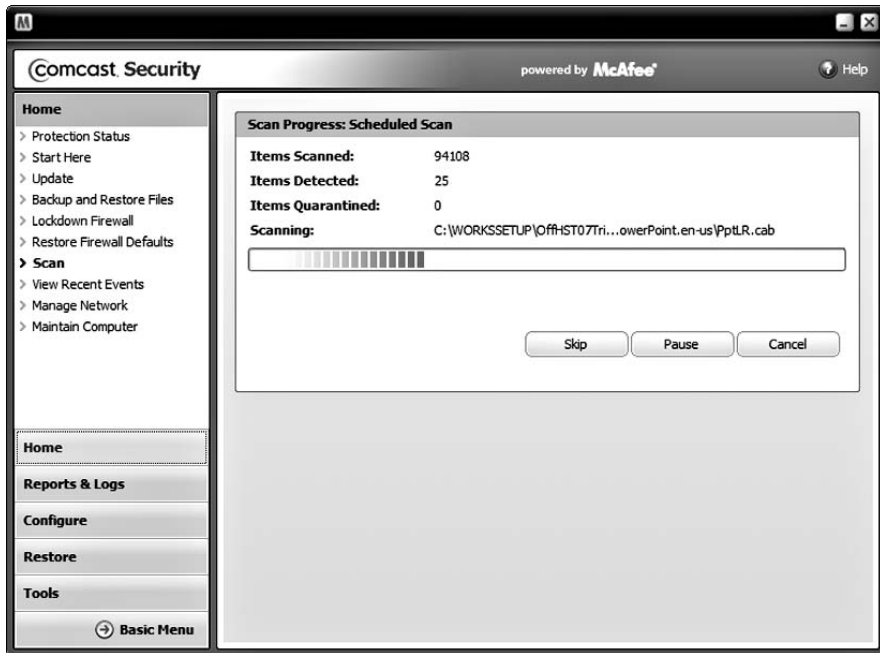 Comcast Security
powered by McAfee
Help
Home
Protection Status
Start Here
Update
Backup and Restore Files
Lockdown Firewall
Restore Firewall Defaults
Scan
View Recent Events
Manage Network
Maintain Computer
Home
Reports & Logs
Configure
Restore
Tools
Basic Menu
Scan Progress: Scheduled Scan
Items Scanned: 94108
Items Detected: 25
Items Quarantined: 0
Scanning: C:\WORKSSETUP\OffHST07Tri...owerPoint.en-us\PptLR.cab
Skip Pause Cancel